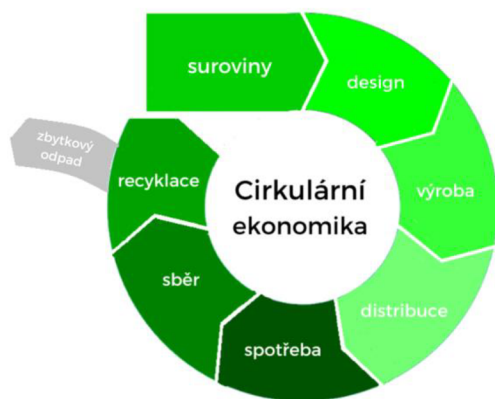 suroviny
design
výroba
distribuce
spotřeba
sběr
recyklace
zbytkový
odpad
Cirkulární
ekonomika